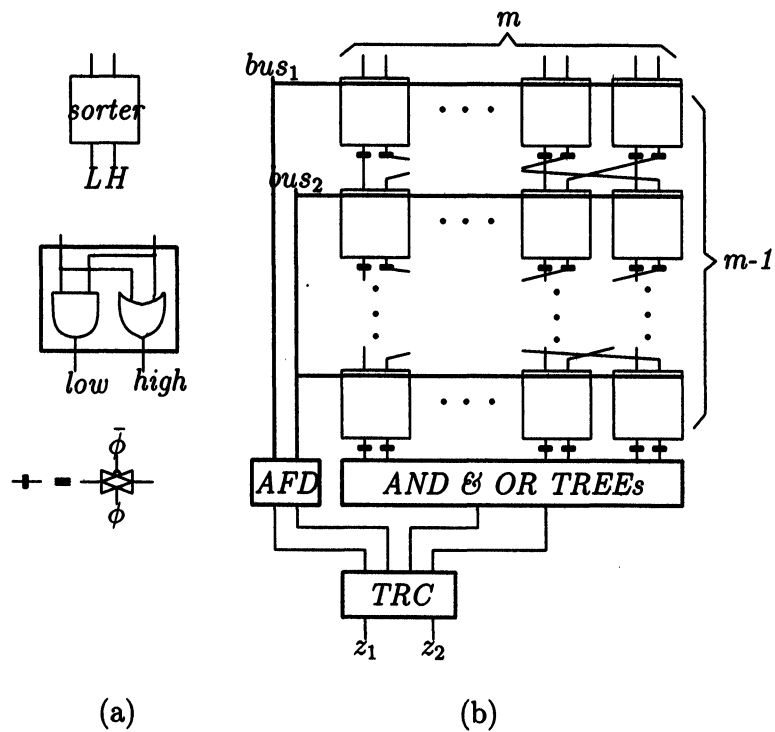 m
bus₁
sorter
L H
bus₂
m-1
low high
ϕ̄
ϕ
AFD
AND & OR TREEs
TRC
z₁ z₂
(a) (b)